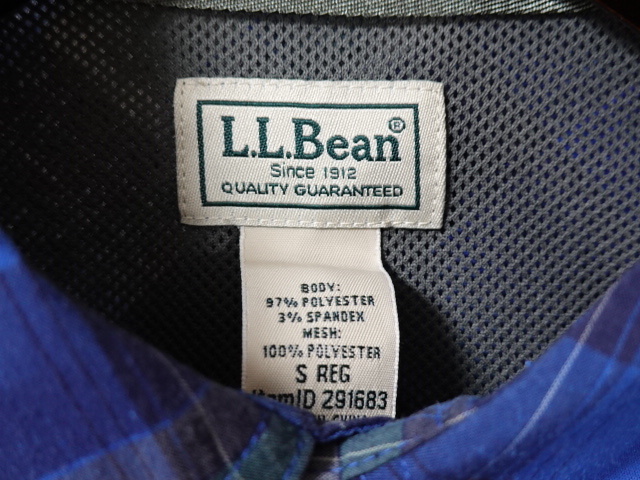 L.L.Bean®
Since 1912
QUALITY GUARANTEED
BODY:
97% POLYESTER
3% SPANDEX
MESH:
100% POLYESTER
S REG
ItemID 291683